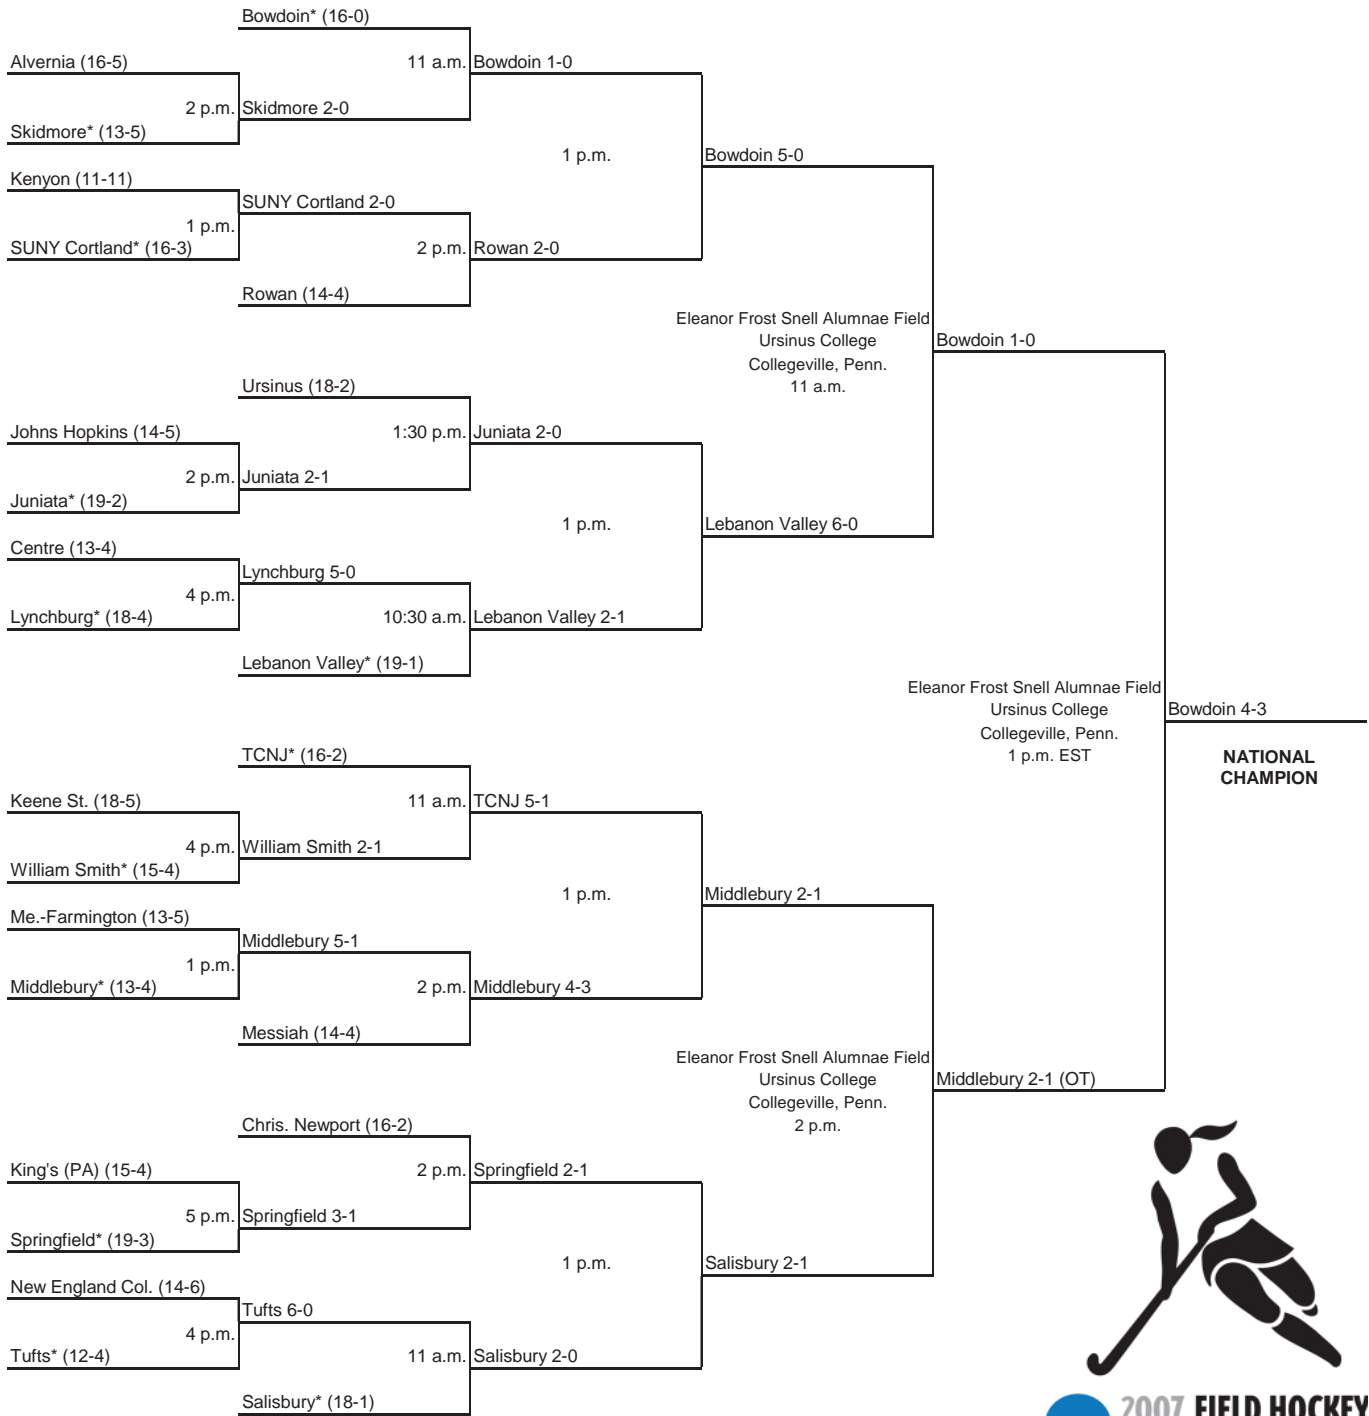 Bowdoin* (16-0)
Alvernia (16-5)
11 a.m. Bowdoin 1-0
2 p.m. Skidmore 2-0
Skidmore* (13-5)
1 p.m. Bowdoin 5-0
Kenyon (11-11)
SUNY Cortland 2-0
1 p.m.
SUNY Cortland* (16-3)
2 p.m. Rowan 2-0
Rowan (14-4)
Eleanor Frost Snell Alumnae Field
Ursinus College
Collegeville, Penn.
11 a.m.
Bowdoin 1-0
Ursinus (18-2)
Johns Hopkins (14-5)
1:30 p.m. Juniata 2-0
2 p.m. Juniata 2-1
Juniata* (19-2)
1 p.m. Lebanon Valley 6-0
Centre (13-4)
Lynchburg 5-0
4 p.m.
Lynchburg* (18-4)
10:30 a.m. Lebanon Valley 2-1
Lebanon Valley* (19-1)
Eleanor Frost Snell Alumnae Field
Ursinus College
Collegeville, Penn.
1 p.m. EST
Bowdoin 4-3
NATIONAL
CHAMPION
TCNJ* (16-2)
Keene St. (18-5)
11 a.m. TCNJ 5-1
4 p.m. William Smith 2-1
William Smith* (15-4)
1 p.m. Middlebury 2-1
Me.-Farmington (13-5)
Middlebury 5-1
1 p.m.
Middlebury* (13-4)
2 p.m. Middlebury 4-3
Messiah (14-4)
Eleanor Frost Snell Alumnae Field
Ursinus College
Collegeville, Penn.
2 p.m.
Middlebury 2-1 (OT)
Chris. Newport (16-2)
King's (PA) (15-4)
2 p.m. Springfield 2-1
5 p.m. Springfield 3-1
Springfield* (19-3)
1 p.m. Salisbury 2-1
New England Col. (14-6)
Tufts 6-0
4 p.m.
Tufts* (12-4)
11 a.m. Salisbury 2-0
Salisbury* (18-1)
2007 FIELD HOCKEY